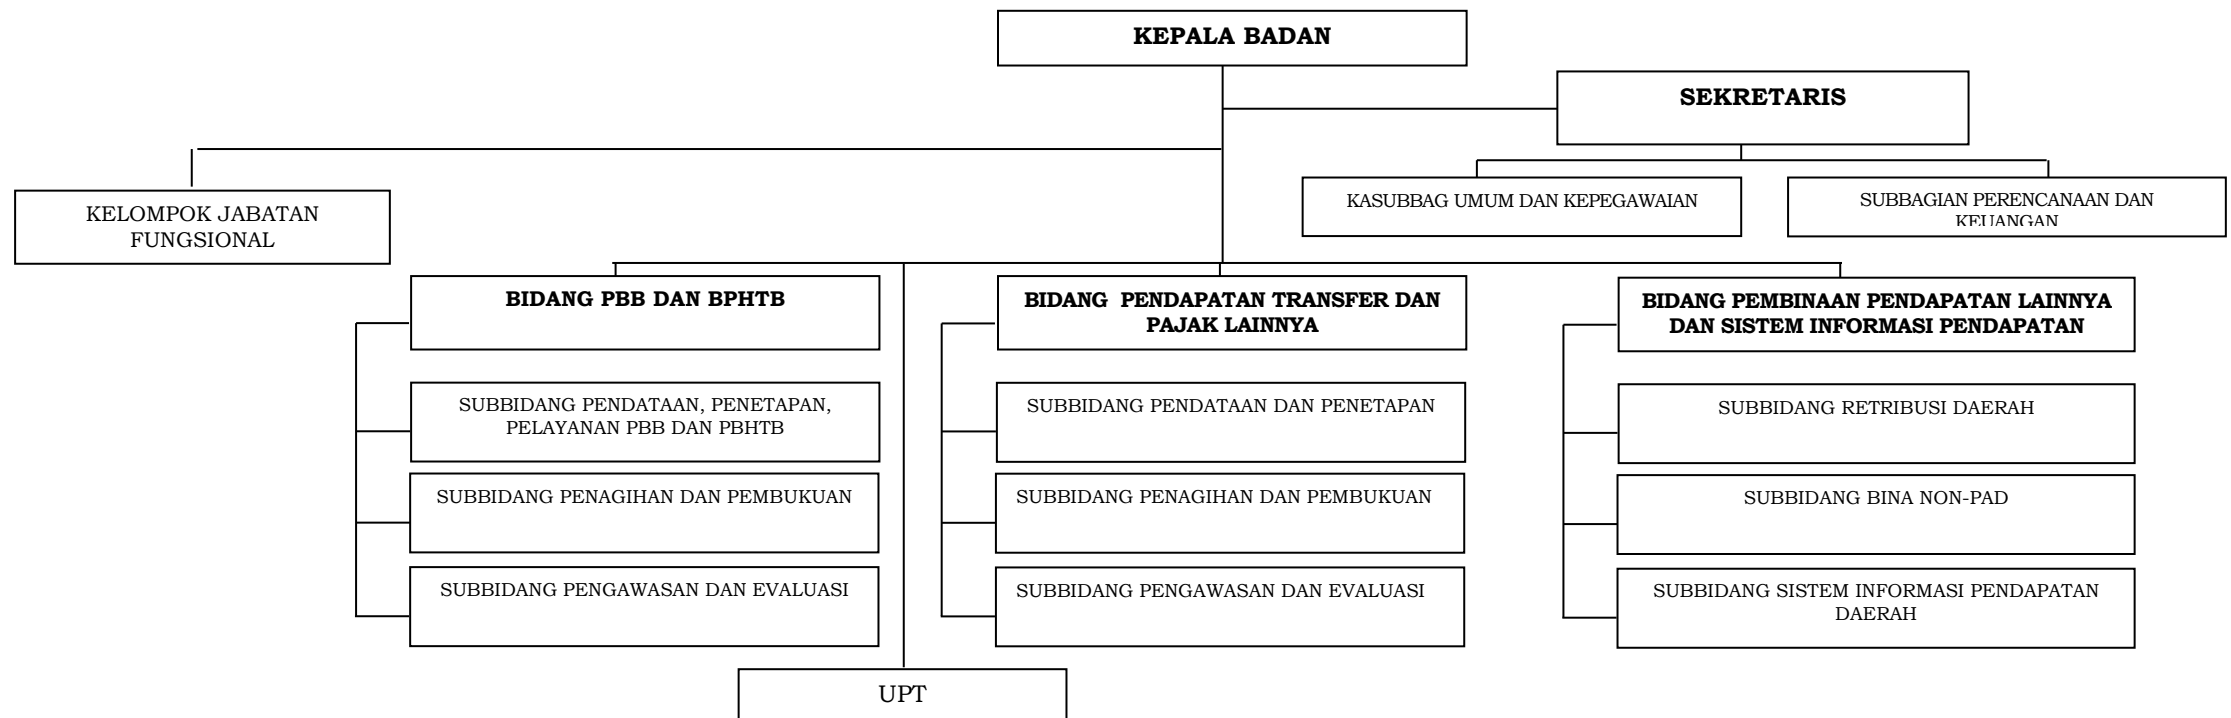 KEPALA BADAN
SEKRETARIS
KELOMPOK JABATAN
FUNGSIONAL
KASUBBAG UMUM DAN KEPEGAWAIAN
SUBBAGIAN PERENCANAAN DAN
KEUANGAN
BIDANG PBB DAN BPHTB
BIDANG PENDAPATAN TRANSFER DAN
PAJAK LAINNYA
BIDANG PEMBINAAN PENDAPATAN LAINNYA
DAN SISTEM INFORMASI PENDAPATAN
SUBBIDANG PENDATAAN, PENETAPAN,
PELAYANAN PBB DAN PBHTB
SUBBIDANG PENDATAAN DAN PENETAPAN
SUBBIDANG RETRIBUSI DAERAH
SUBBIDANG PENAGIHAN DAN PEMBUKUAN
SUBBIDANG PENAGIHAN DAN PEMBUKUAN
SUBBIDANG BINA NON-PAD
SUBBIDANG PENGAWASAN DAN EVALUASI
SUBBIDANG PENGAWASAN DAN EVALUASI
SUBBIDANG SISTEM INFORMASI PENDAPATAN
DAERAH
UPT